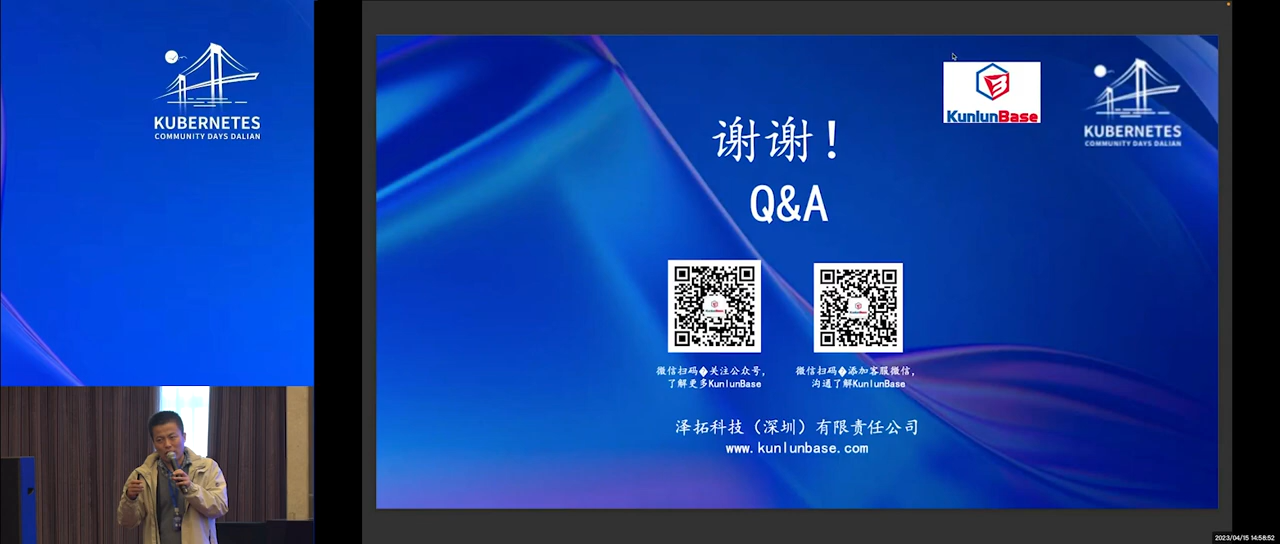 KUBERNETES
COMMUNITY DAYS DALIAN
KunlunBase
KUBERNETES
COMMUNITY DAYS DALIAN
谢谢！
Q&A
微信扫码�关注公众号，
了解更多KunlunBase
微信扫码�添加客服微信，
沟通了解KunlunBase
泽拓科技（深圳）有限责任公司
www.kunlunbase.com
2023/04/15 14:58:52